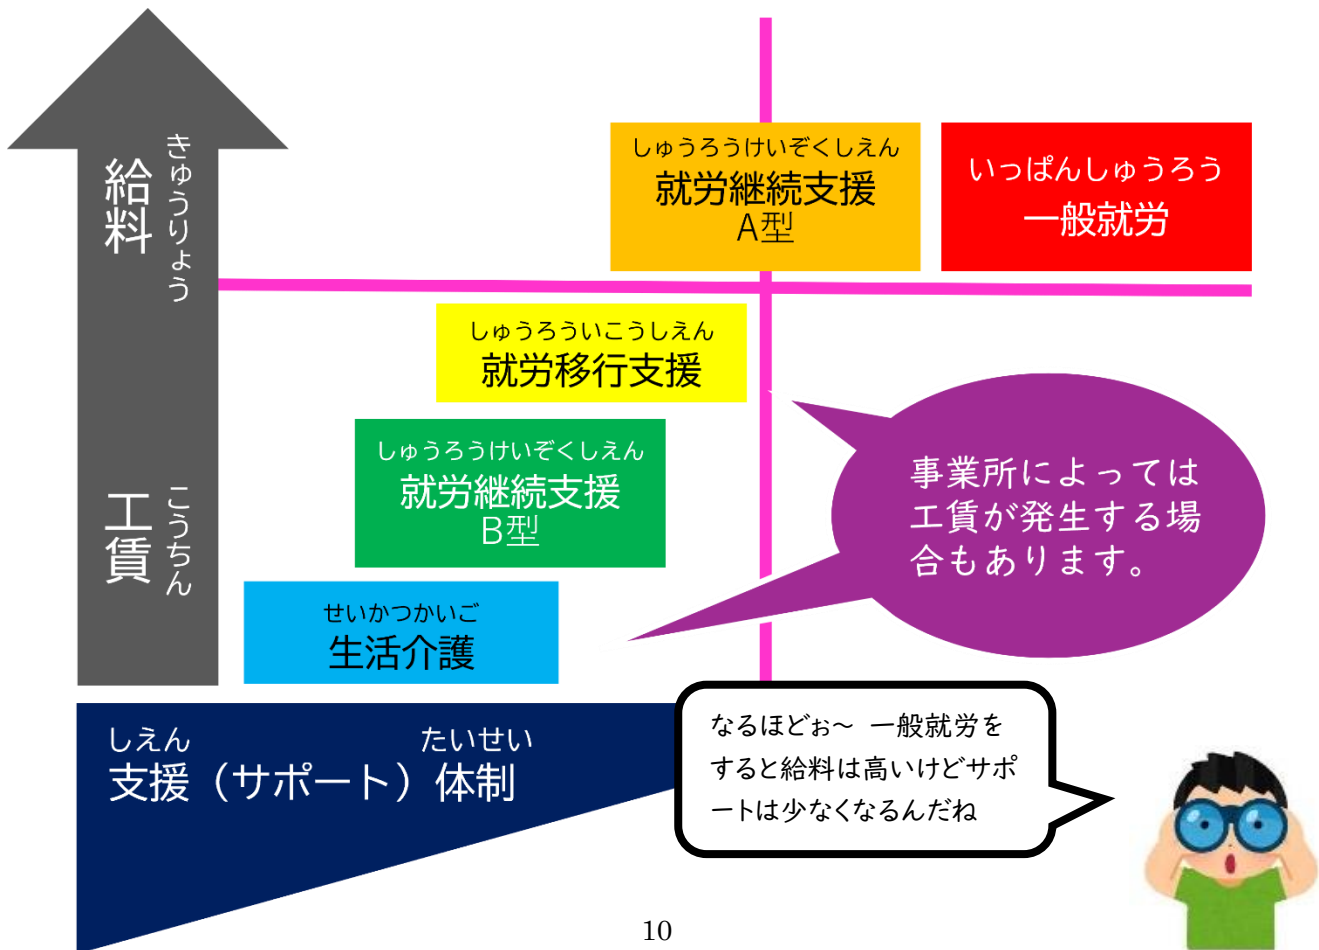 きゅうりょう
給料
こうちん
工賃
しゅうろうけいぞくしえん
就労継続支援
A型
いっぱんしゅうろう
一般就労
しゅうろういこうしえん
就労移行支援
しゅうろうけいぞくしえん
就労継続支援
B型
せいかつかいご
生活介護
事業所によっては
工賃が発生する場
合もあります。
しえん たいせい
支援（サポート）体制
なるほどぉ～ 一般就労を
すると給料は高いけどサポ
ートは少なくなるんだね
10